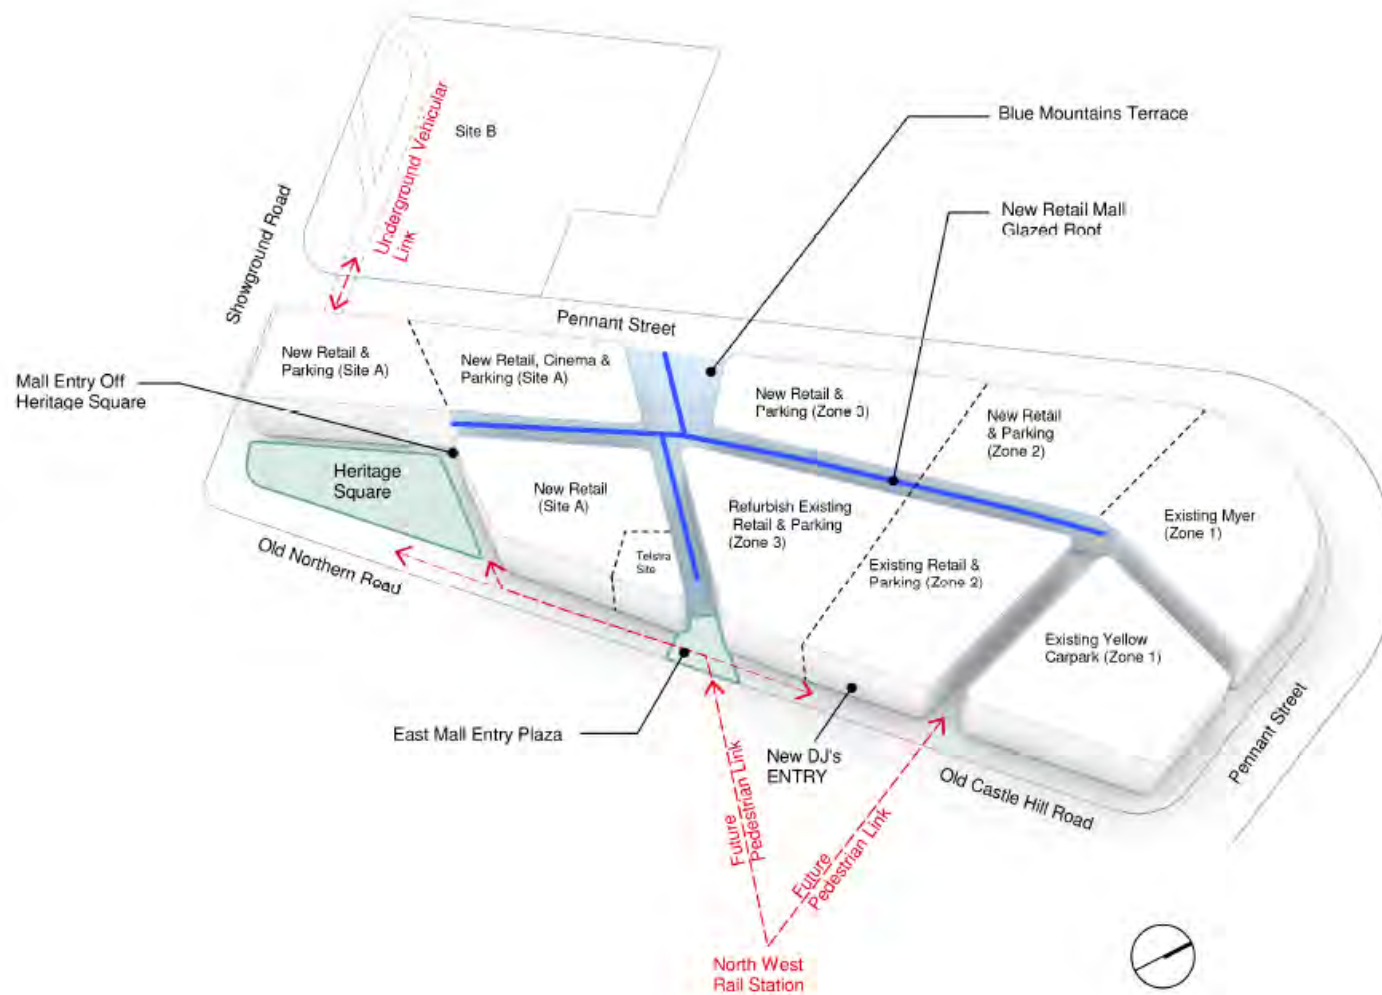 Underground Vehicular
Link
Site B
Blue Mountains Terrace
New Retail Mall
Glazed Roof
Showground Road
Pennant Street
New Retail &
Parking (Site A)
New Retail, Cinema &
Parking (Site A)
Mall Entry Off
Heritage Square
New Retail &
Parking (Zone 3)
New Retail
& Parking
(Zone 2)
Heritage
Square
New Retail
(Site A)
Refurbish Existing
Retail & Parking
(Zone 3)
Existing Myer
(Zone 1)
Telstra
Site
Existing Retail &
Parking (Zone 2)
Old Northern Road
Existing Yellow
Carpark (Zone 1)
East Mall Entry Plaza
New DJ's
ENTRY
Pennant Street
Old Castle Hill Road
Future
Pedestrian Link
Future
Pedestrian Link
North West
Rail Station